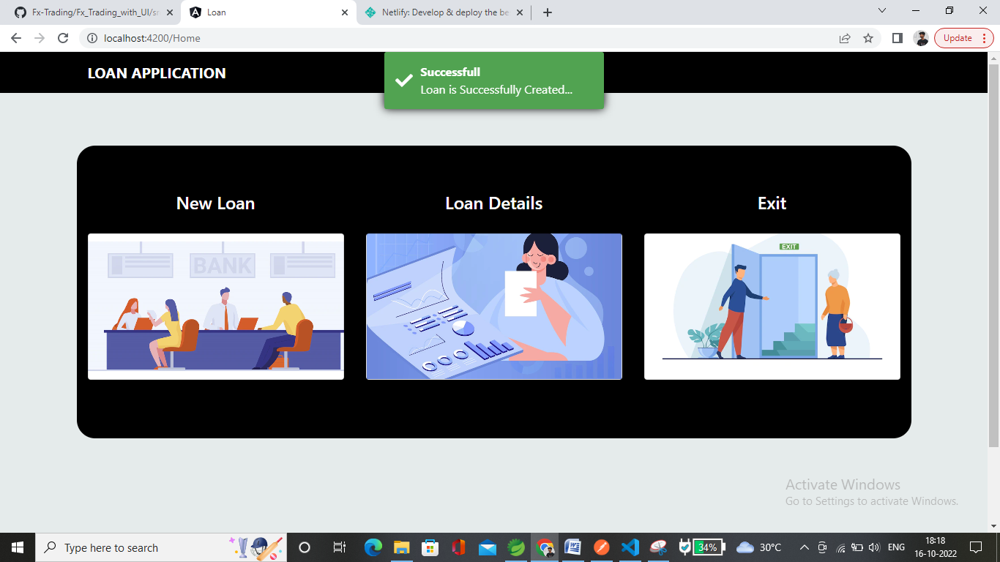 Fx-Trading/Fx_Trading_with_UI/sr
Loan
Netlify: Develop & deploy the be
localhost:4200/Home
Update
LOAN APPLICATION
Successfull
Loan is Successfully Created...
New Loan
Loan Details
Exit
BANK
EXIT
Activate Windows
Go to Settings to activate Windows.
Type here to search
34%
30°C
ENG
18:18
16-10-2022